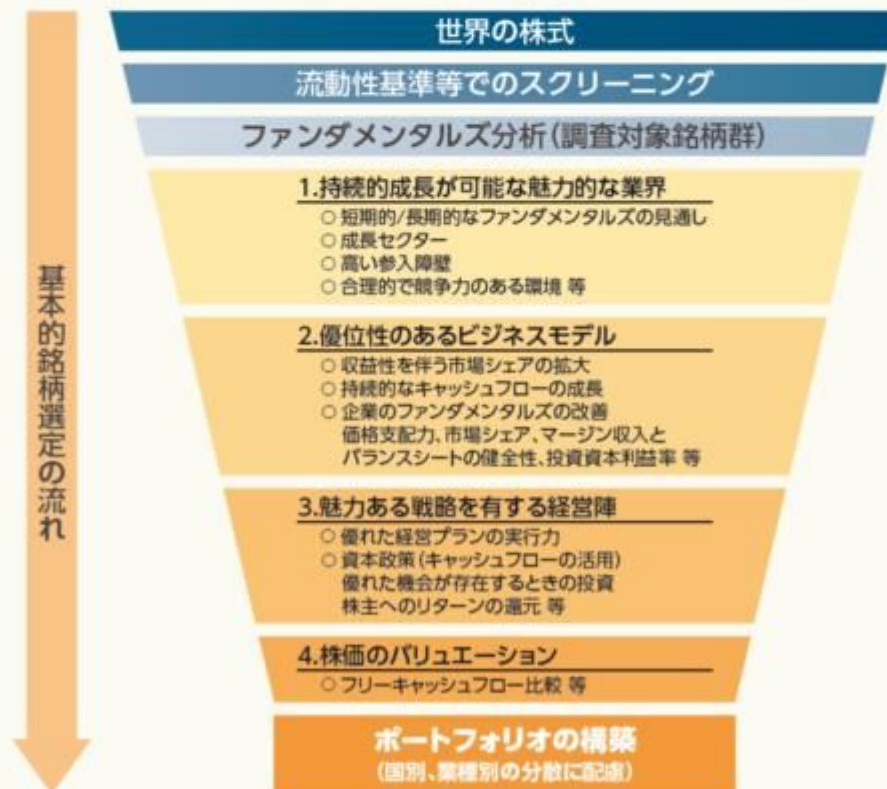 世界の株式
流動性基準等でのスクリーニング
ファンダメンタルズ分析(調査対象銘柄群)
基本的銘柄選定の流れ
1.持続的成長が可能な魅力的な業界
○ 短期的/長期的なファンダメンタルズの見通し
○ 成長セクター
○ 高い参入障壁
○ 合理的で競争力のある環境 等
2.優位性のあるビジネスモデル
○ 収益性を伴う市場シェアの拡大
○ 持続的なキャッシュフローの成長
○ 企業のファンダメンタルズの改善
価格支配力、市場シェア、マージン収入と
バランスシートの健全性、投資資本利益率 等
3.魅力ある戦略を有する経営陣
○ 優れた経営プランの実行力
○ 資本政策(キャッシュフローの活用)
優れた機会が存在するときの投資
株主へのリターンの還元 等
4.株価のバリュエーション
○ フリーキャッシュフロー比較 等
ポートフォリオの構築
(国別、業種別の分散に配慮)